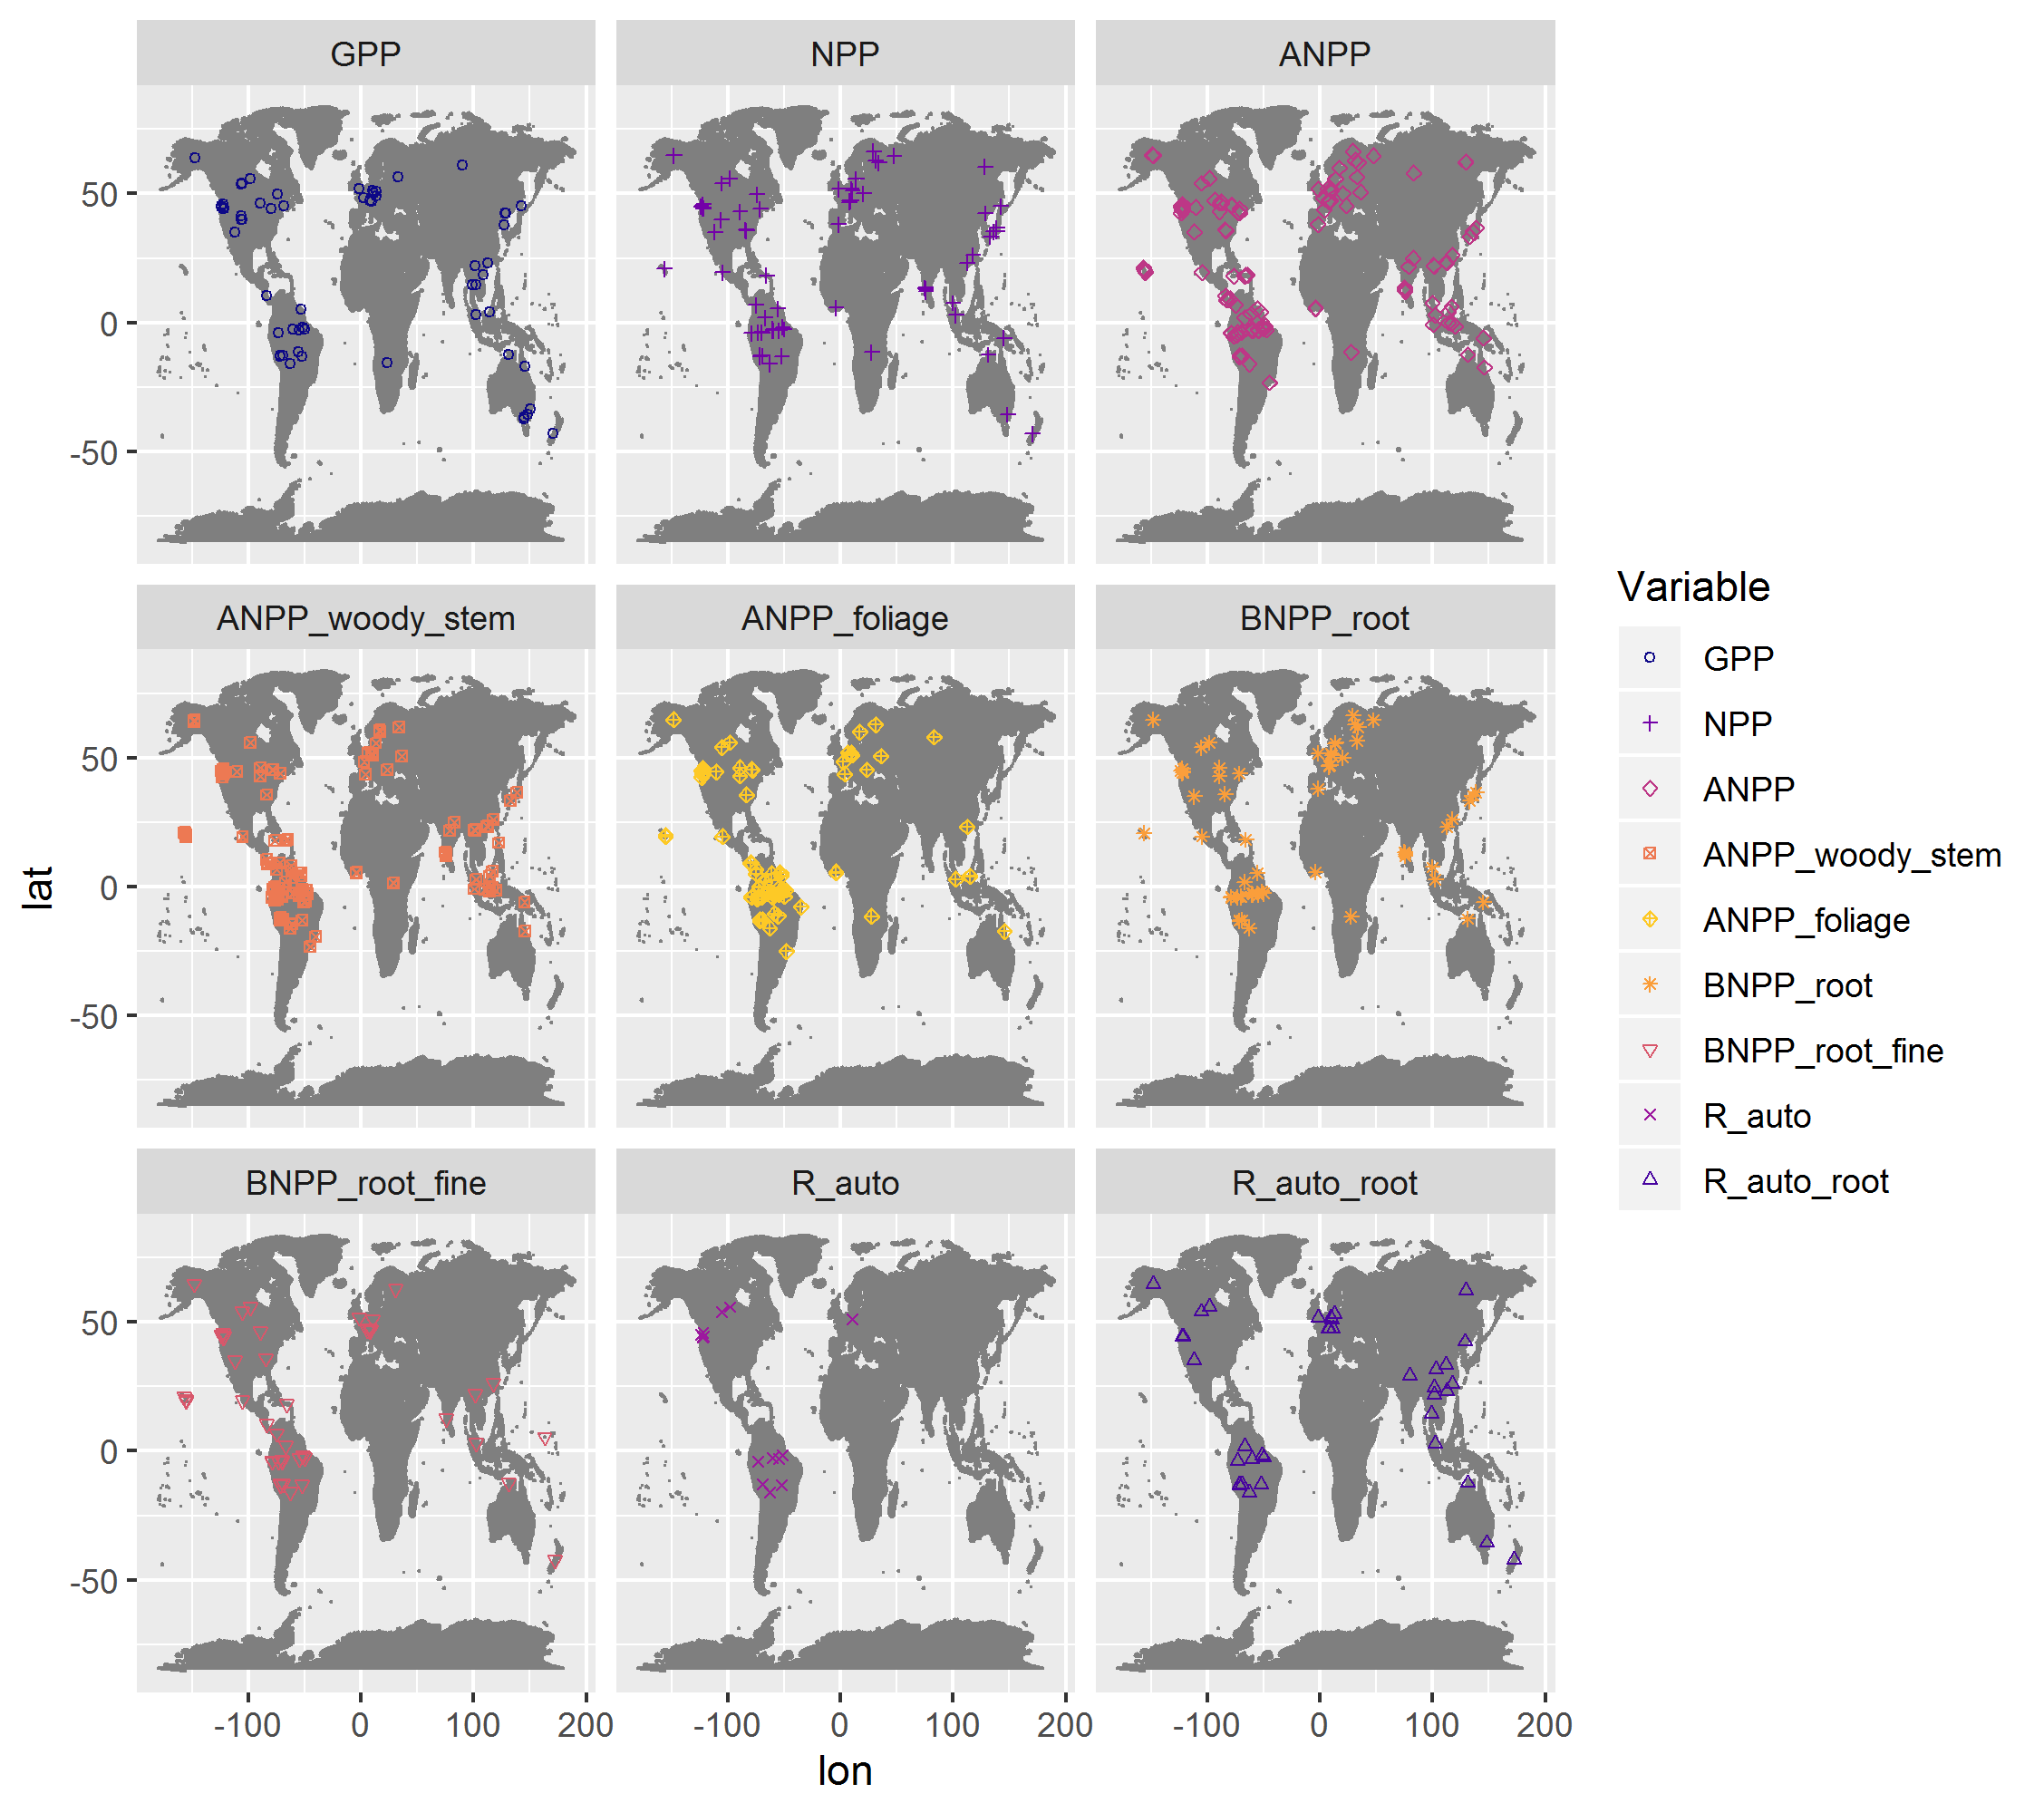 GPP NPP ANPP
50
0
-50
ANPP_woody_stem ANPP_foliage BNPP_root
50
0
-50
BNPP_root_fine R_auto R_auto_root
50
0
-50
-100 0 100 200 -100 0 100 200 -100 0 100 200
lon
lat
Variable
GPP
NPP
ANPP
ANPP_woody_stem
ANPP_foliage
BNPP_root
BNPP_root_fine
R_auto
R_auto_root